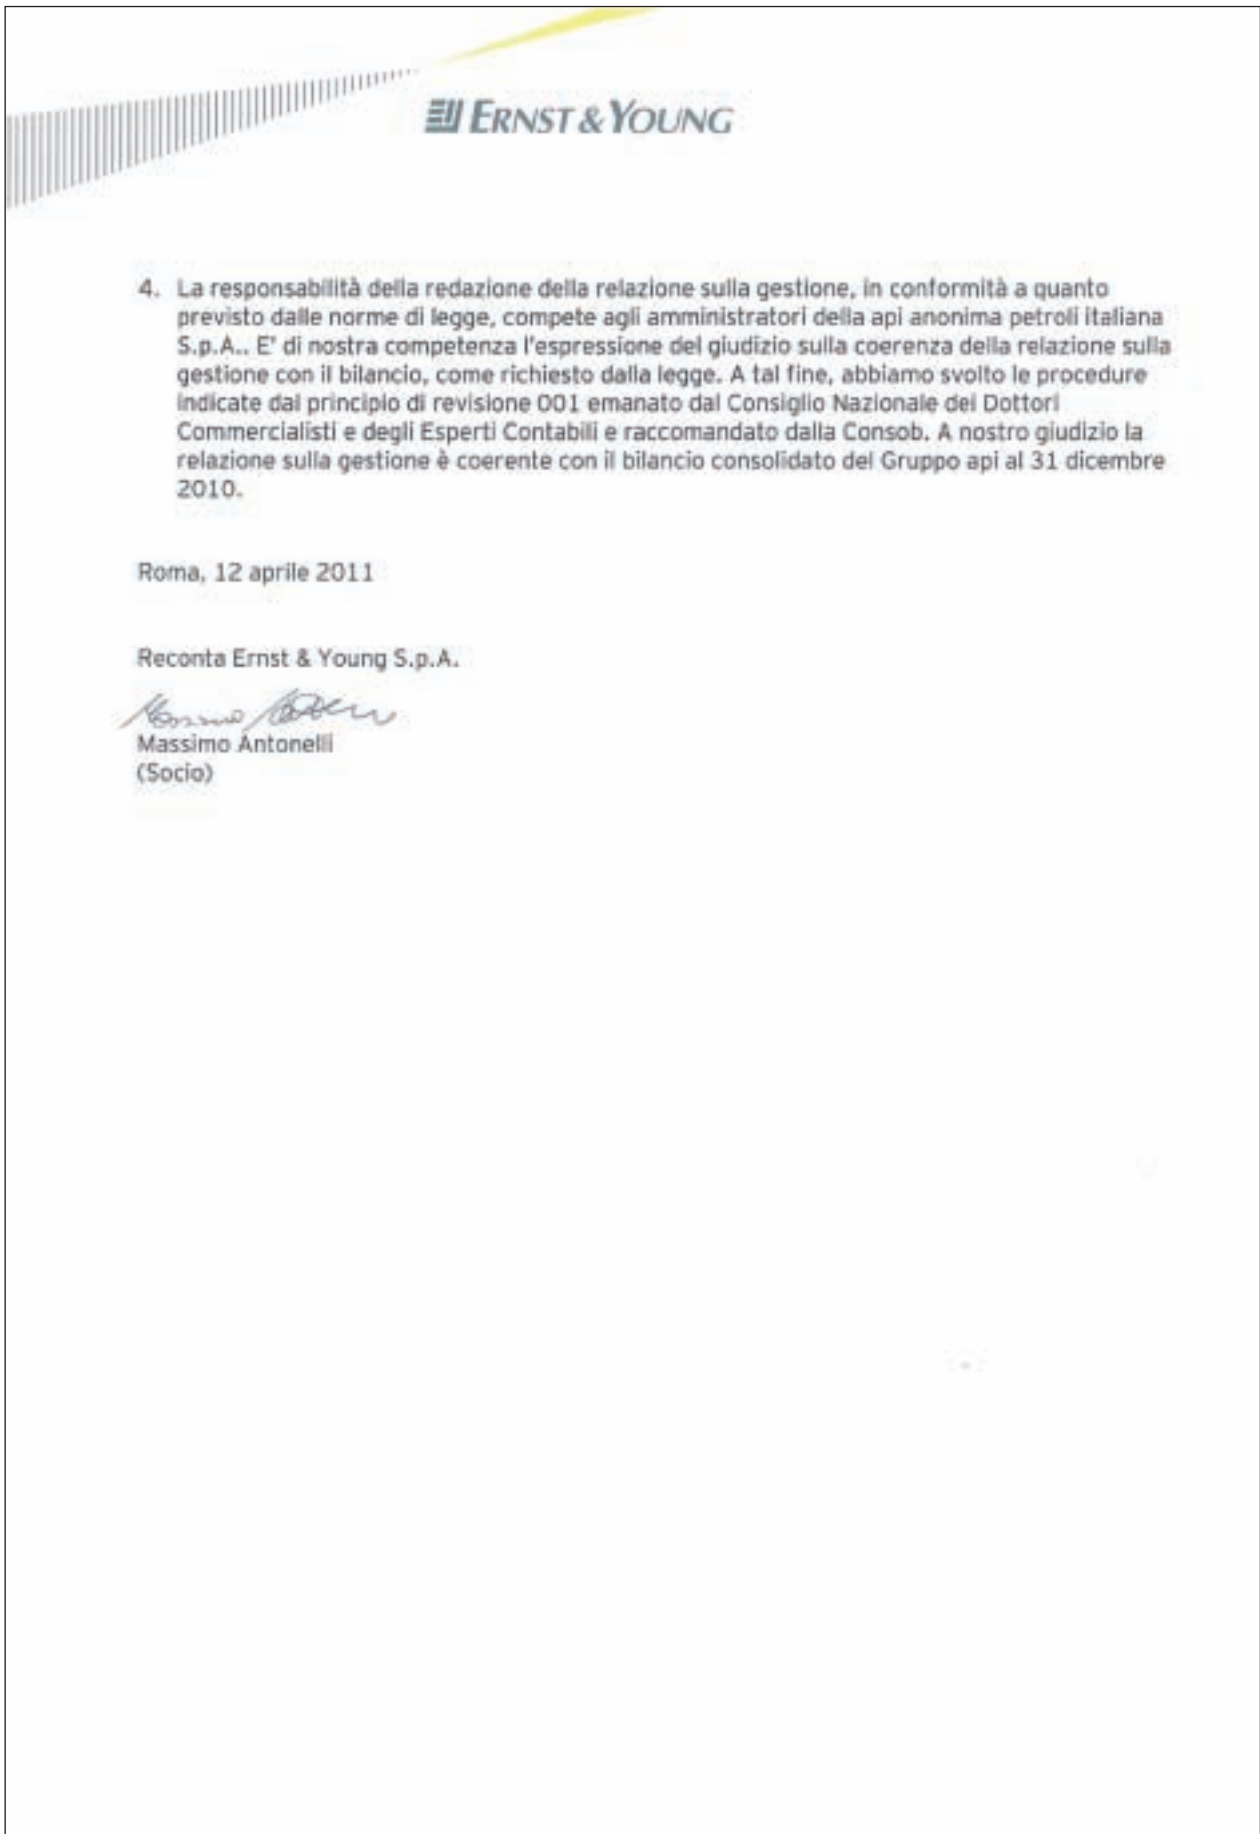 ERNST & YOUNG
4. La responsabilità della redazione della relazione sulla gestione, in conformità a quanto
previsto dalle norme di legge, compete agli amministratori della api anonima petroli italiana
S.p.A.. E' di nostra competenza l'espressione del giudizio sulla coerenza della relazione sulla
gestione con il bilancio, come richiesto dalla legge. A tal fine, abbiamo svolto le procedure
indicate dal principio di revisione 001 emanato dal Consiglio Nazionale dei Dottori
Commercialisti e degli Esperti Contabili e raccomandato dalla Consob. A nostro giudizio la
relazione sulla gestione è coerente con il bilancio consolidato del Gruppo api al 31 dicembre
2010.
Roma, 12 aprile 2011
Reconta Ernst & Young S.p.A.
Massimo Antonelli
(Socio)